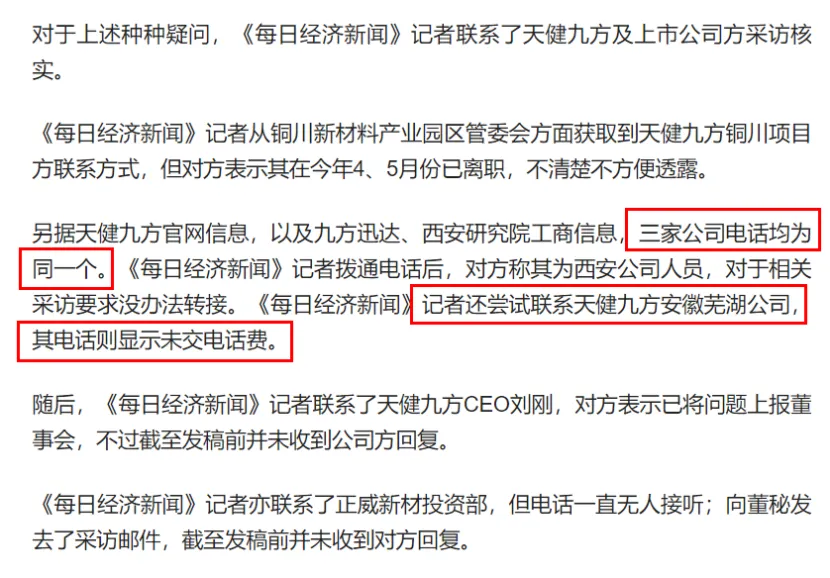 对于上述种种疑问，《每日经济新闻》记者联系了天健九方及上市公司方采访核
实。
《每日经济新闻》记者从铜川新材料产业园区管委会方面获取到天健九方铜川项目
方联系方式，但对方表示其在今年4、5月份已离职，不清楚不方便透露。
另据天健九方官网信息，以及九方迅达、西安研究院工商信息，三家公司电话均为
同一个。《每日经济新闻》记者拨通电话后，对方称其为西安公司人员，对于相关
采访要求没办法转接。《每日经济新闻》记者还尝试联系天健九方安徽芜湖公司，
其电话则显示未交电话费。
随后，《每日经济新闻》记者联系了天健九方CEO刘刚，对方表示已将问题上报董
事会，不过截至发稿前并未收到公司方回复。
《每日经济新闻》记者亦联系了正威新材投资部，但电话一直无人接听；向董秘发
去了采访邮件，截至发稿前并未收到对方回复。